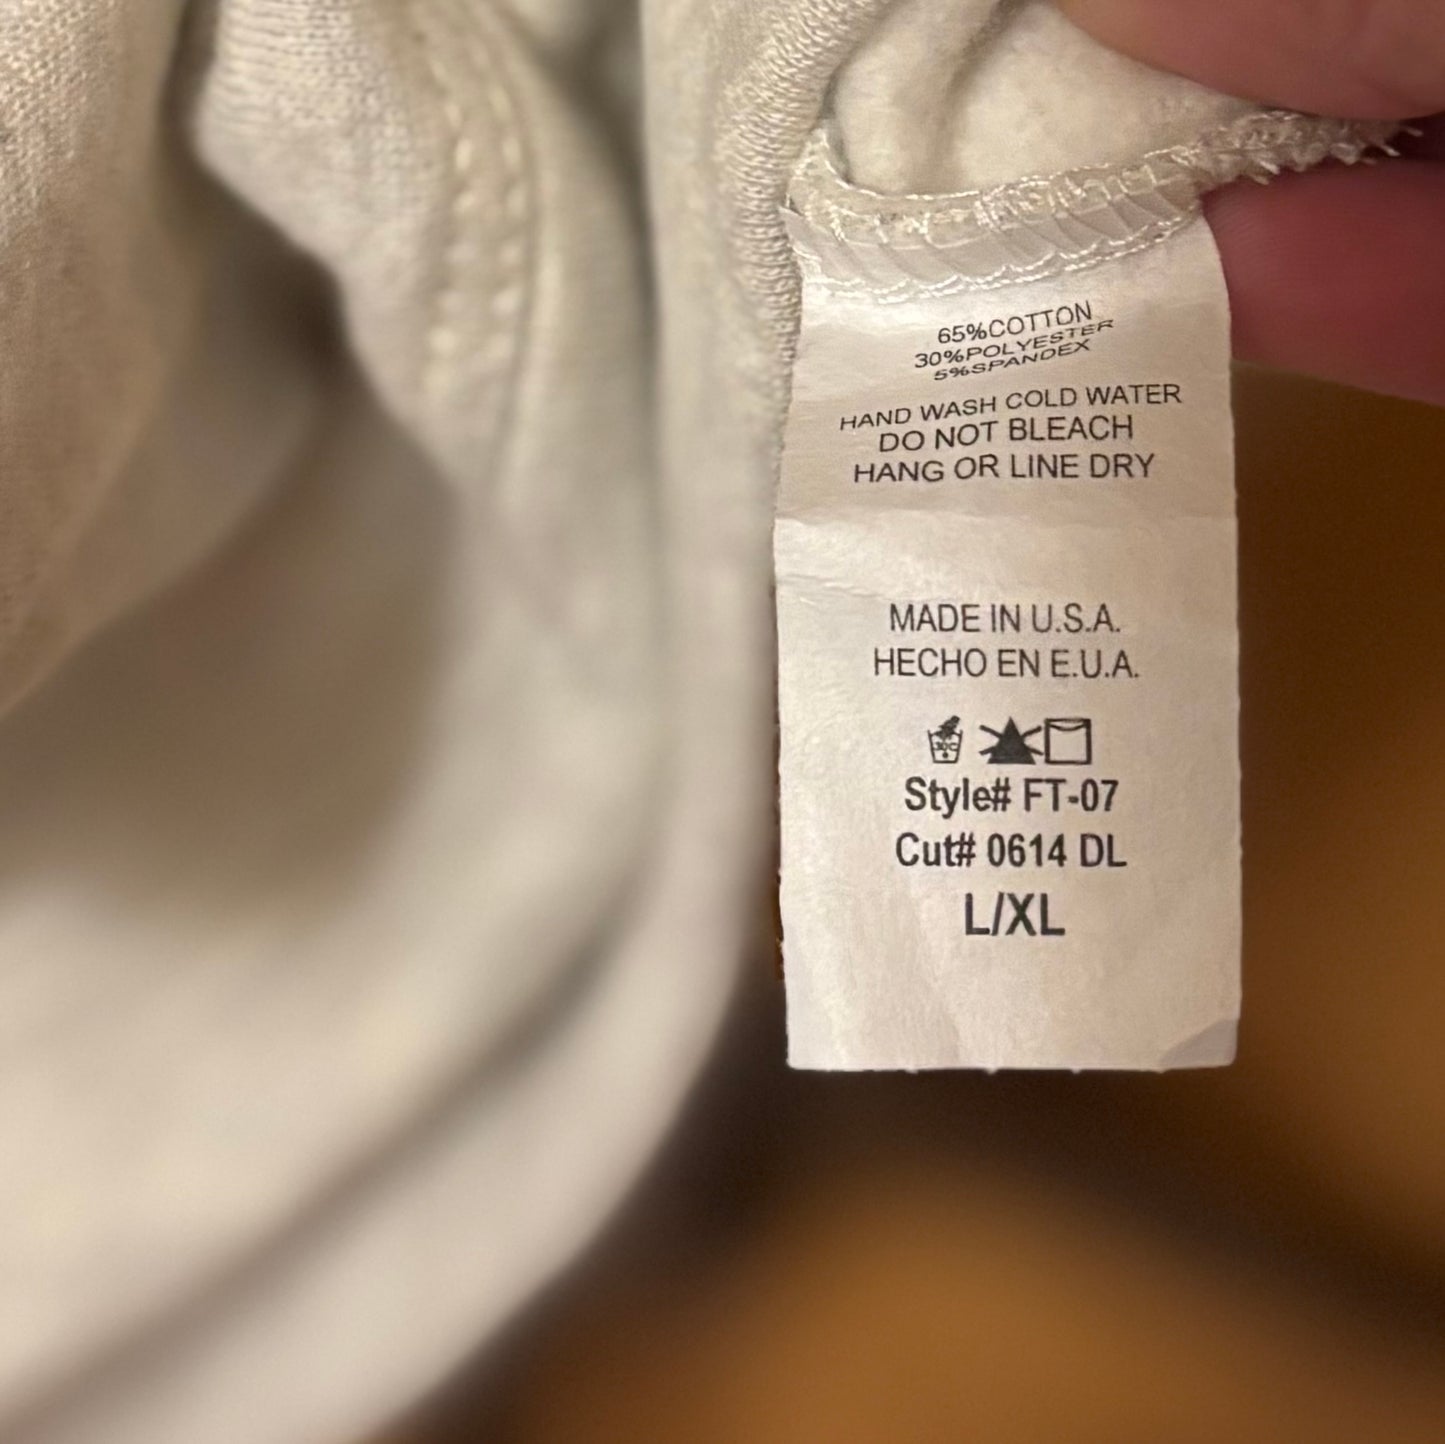 65%COTTON
30%POLYESTER
5%SPANDEX
HAND WASH COLD WATER
DO NOT BLEACH
HANG OR LINE DRY
MADE IN U.S.A.
HECHO EN E.U.A.
30C
Style# FT-07
Cut# 0614 DL
L/XL